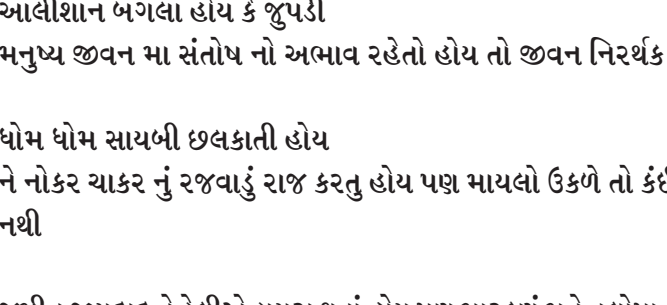 આલીશાન બંગલા હોય કે જુપડી
મનુષ્ય જીવન મા સંતોષ નો અભાવ રહેતો હોય તો જીવન નિરર્થક
ધોમ ધોમ સાયબી છલકાતી હોય
ને નોકર ચાકર નું રજવાડું રાજ કરતુ હોય પણ માયલો ઉકળે તો કંઈ
નથી